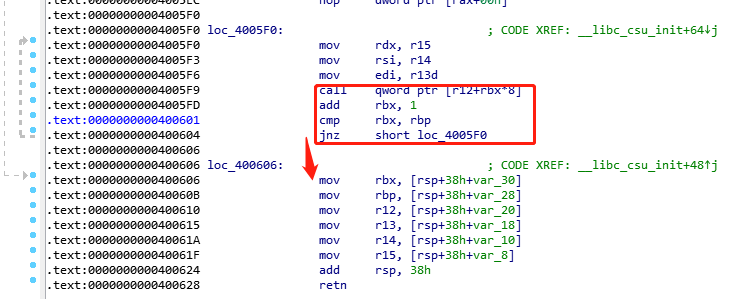 .text:00000000004005EC nop dword ptr [rax+00h]
.text:00000000004005F0
.text:00000000004005F0 loc_4005F0: ; CODE XREF: __libc_csu_init+64↓j
.text:00000000004005F0 mov rdx, r15
.text:00000000004005F3 mov rsi, r14
.text:00000000004005F6 mov edi, r13d
.text:00000000004005F9 call qword ptr [r12+rbx*8]
.text:00000000004005FD add rbx, 1
.text:0000000000400601 cmp rbx, rbp
.text:0000000000400604 jnz short loc_4005F0
.text:0000000000400606
.text:0000000000400606 loc_400606: ; CODE XREF: __libc_csu_init+48↑j
.text:0000000000400606 mov rbx, [rsp+38h+var_30]
.text:000000000040060B mov rbp, [rsp+38h+var_28]
.text:0000000000400610 mov r12, [rsp+38h+var_20]
.text:0000000000400615 mov r13, [rsp+38h+var_18]
.text:000000000040061A mov r14, [rsp+38h+var_10]
.text:000000000040061F mov r15, [rsp+38h+var_8]
.text:0000000000400624 add rsp, 38h
.text:0000000000400628 retn